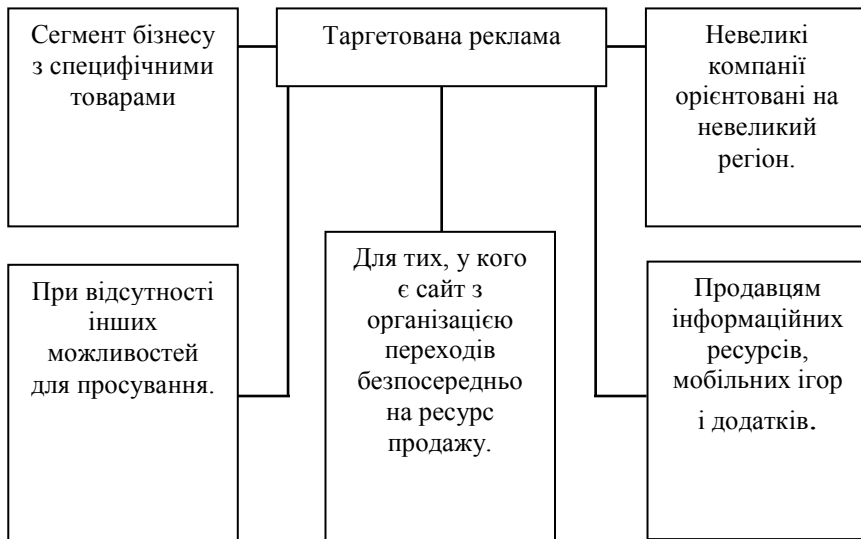 Сегмент бізнесу
з специфічними
товарами
Таргетована реклама
Невеликі
компанії
орієнтовані на
невеликий
регіон.
При відсутності
інших
можливостей
для просування.
Для тих, у кого
є сайт з
організацією
переходів
безпосередньо
на ресурс
продажу.
Продавцям
інформаційних
ресурсів,
мобільних ігор
і додатків.